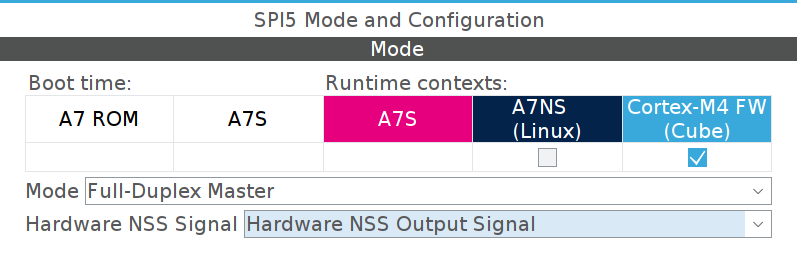 SPI5 Mode and Configuration
Mode
Boot time: Runtime contexts:
A7 ROM A7S A7S A7NS (Linux) Cortex-M4 FW (Cube)
Mode Full-Duplex Master
Hardware NSS Signal Hardware NSS Output Signal